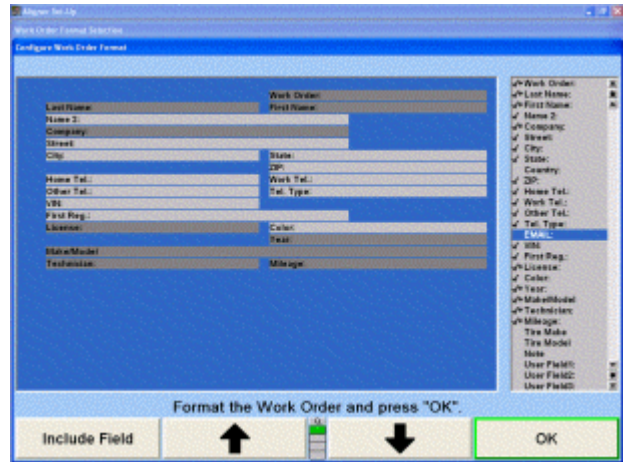 Aligner Set-Up
Work Order Format Selection
Configure Work Order Format
Work Order:
Last Name: First Name:
Name 2:
Company:
Street:
City: State:
ZIP:
Home Tel.: Work Tel.:
Other Tel.: Tel. Type:
VIN:
First Reg.:
License: Color:
Year:
Make/Model
Technician: Mileage:
Work Order:
Last Name:
First Name:
Name 2:
Company:
Street:
City:
State:
Country:
ZIP:
Home Tel.:
Work Tel.:
Other Tel.:
Tel. Type:
EMAIL:
VIN:
First Reg.:
License:
Color:
Year:
Make/Model
Technician:
Mileage:
Tire Make
Tire Model
Note
User Field1:
User Field2:
User Field3:
Format the Work Order and press "OK".
Include Field OK